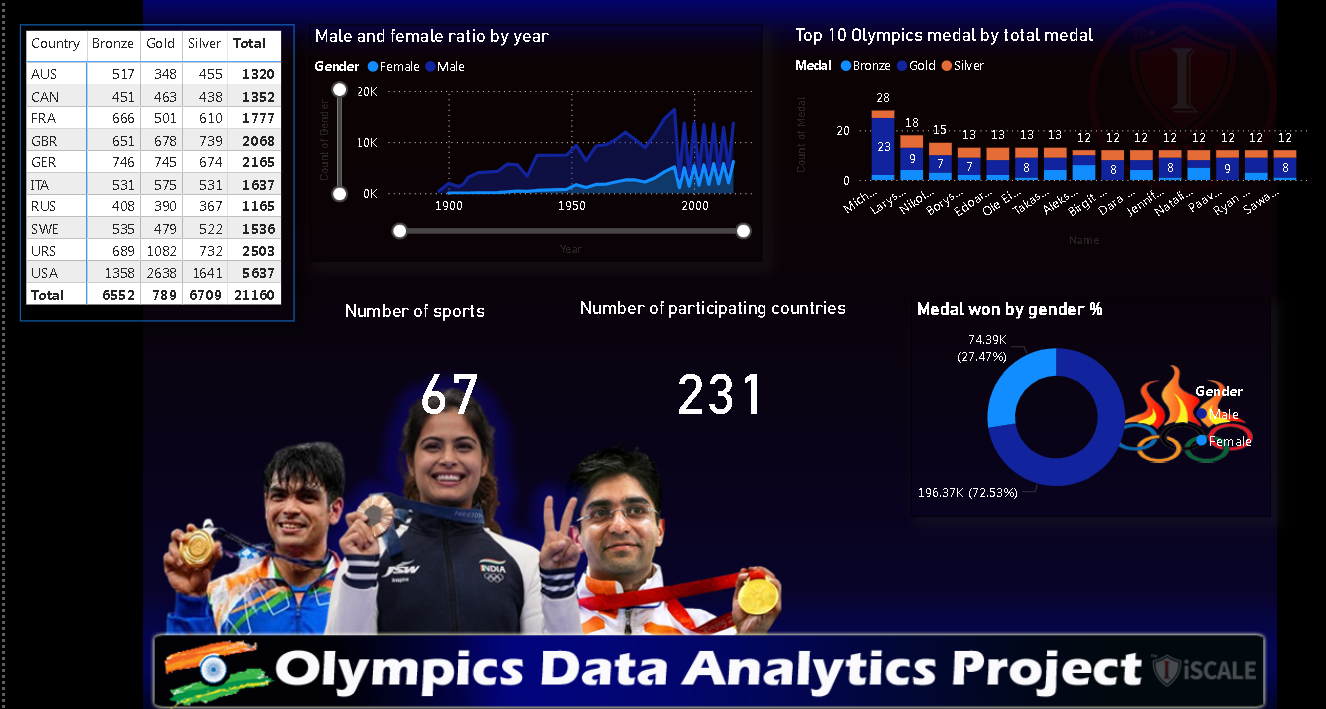 Country Bronze Gold Silver Total
AUS 517 348 455 1320
CAN 451 463 438 1352
FRA 666 501 610 1777
GBR 651 678 739 2068
GER 746 745 674 2165
ITA 531 575 531 1637
RUS 408 390 367 1165
SWE 535 479 522 1536
URS 689 1082 732 2503
USA 1358 2638 1641 5637
Total 6552 789 6709 21160
Male and female ratio by year
Gender Female Male
Count of Gender
20K
10K
0K
1900 1950 2000
Year
Top 10 Olympics medal by total medal
Medal Bronze Gold Silver
Count of Medal
20
0
28 18 15 13 13 13 13 12 12 12 12 12 12 12 12
23 9 7 7 8 8 8 9 8
Mich... Larys... Nikol... Borys... Edoar... Ole Ei... Takas... Aleks... Birgit ... Dara ... Jennif... Natali... Paav... Ryan ... Sawa...
Name
Number of sports
67
Number of participating countries
231
Medal won by gender %
74.39K
(27.47%)
196.37K (72.53%)
Gender
Male
Female
JSW
Inspire
INDIA
Olympics Data Analytics Project
iSCALE